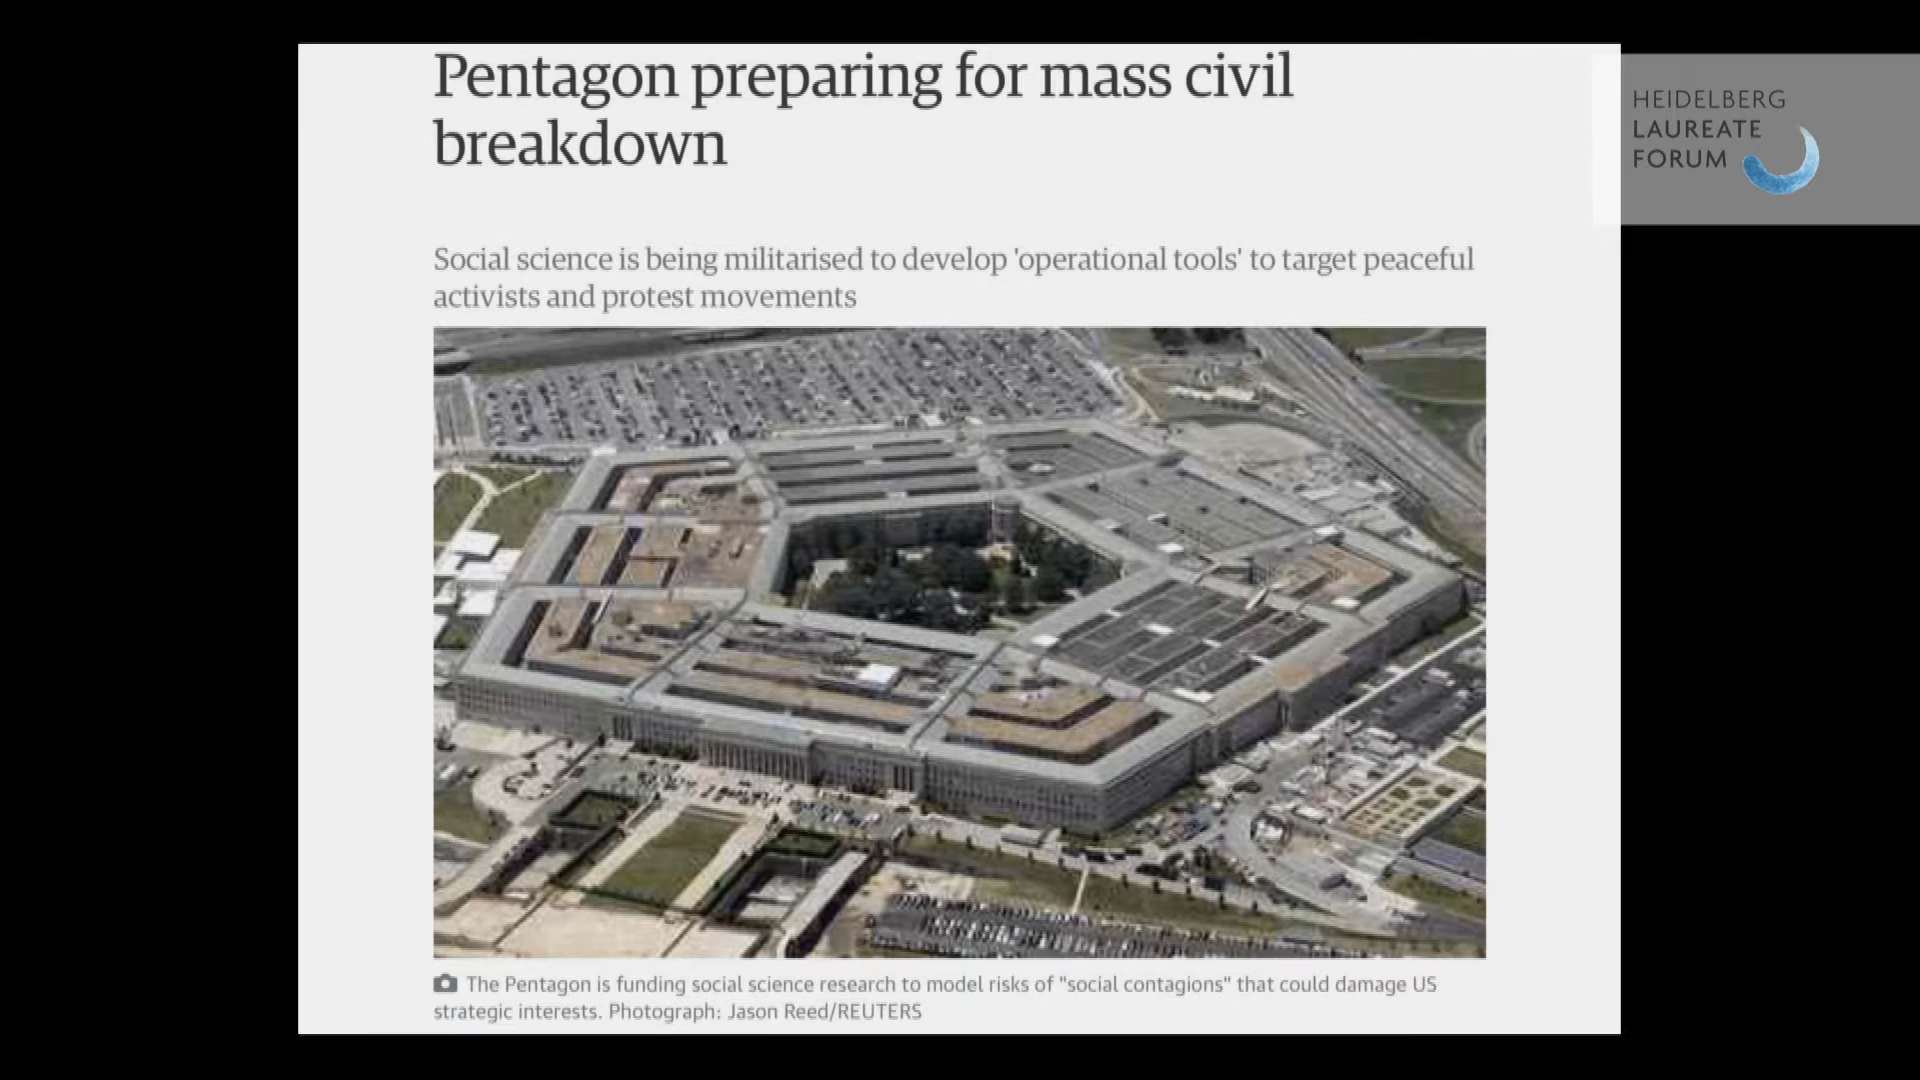 Pentagon preparing for mass civil
breakdown
HEIDELBERG
LAUREATE
FORUM
Social science is being militarised to develop 'operational tools' to target peaceful
activists and protest movements
The Pentagon is funding social science research to model risks of "social contagions" that could damage US
strategic interests. Photograph: Jason Reed/REUTERS